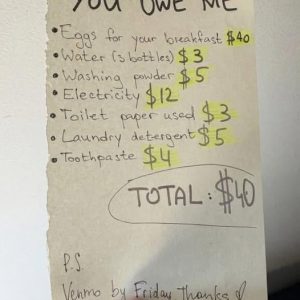 YOU OWE ME
• Eggs for your breakfast $40
• Water (3 bottles) $3
• Washing powder $5
• Electricity $12
• Toilet paper used $3
• Laundry detergent $5
• Toothpaste $4
TOTAL: $40
P.S.
Venmo by Friday Thanks ♡